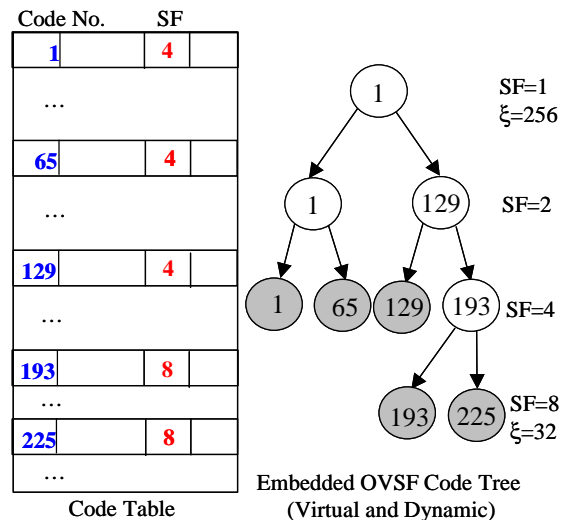 Code No. SF
1 4
...
65 4
...
129 4
...
193 8
...
225 8
...
Code Table
1
SF=1
ξ=256
1 129 SF=2
1 65 129 193 SF=4
193 225 SF=8
ξ=32
Embedded OVSF Code Tree
(Virtual and Dynamic)